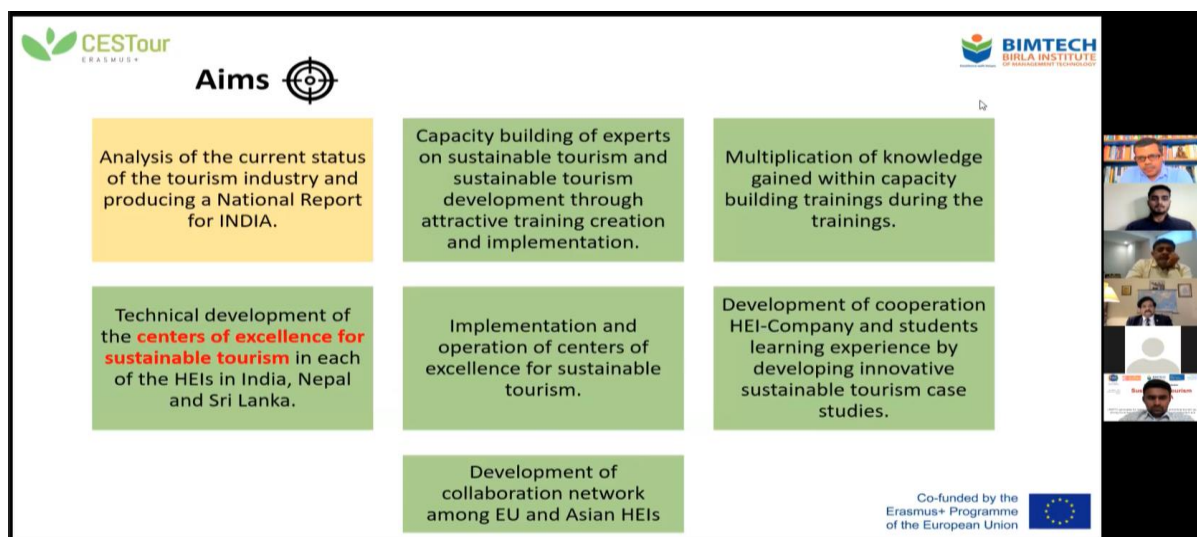 CESTour
ERASMUS+
BIMTECH
BIRLA INSTITUTE
OF MANAGEMENT TECHNOLOGY
Aims
Analysis of the current status
of the tourism industry and
producing a National Report
for INDIA.
Capacity building of experts
on sustainable tourism and
sustainable tourism
development through
attractive training creation
and implementation.
Multiplication of knowledge
gained within capacity
building trainings during the
trainings.
Technical development of
the centers of excellence for
sustainable tourism in each
of the HEIs in India, Nepal
and Sri Lanka.
Implementation and
operation of centers of
excellence for sustainable
tourism.
Development of cooperation
HEI-Company and students
learning experience by
developing innovative
sustainable tourism case
studies.
Development of
collaboration network
among EU and Asian HEIs
Co-funded by the
Erasmus+ Programme
of the European Union